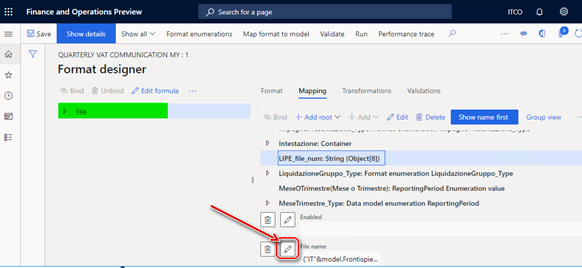 Finance and Operations Preview
Search for a page
ITCO
Save
Show details
Show all
Format enumerations
Map format to model
Validate
Run
Performance trace
0
QUARTERLY VAT COMMUNICATION MY : 1
Format designer
Bind
Unbind
Edit formula
File
Format
Mapping
Transformations
Validations
Bind
Add root
Add
Edit
Delete
Show name first
Group view
Intestazione: Container
LIPE_file_num: String (Object[8])
LiquidazioneGruppo_Type: Format enumeration LiquidazioneGruppo_Type
MeseOTrimestre(Mese o Trimestre): ReportingPeriod Enumeration value
MeseTrimestre_Type: Data model enumeration ReportingPeriod
Enabled
File name
("IT"&model.Frontispie...